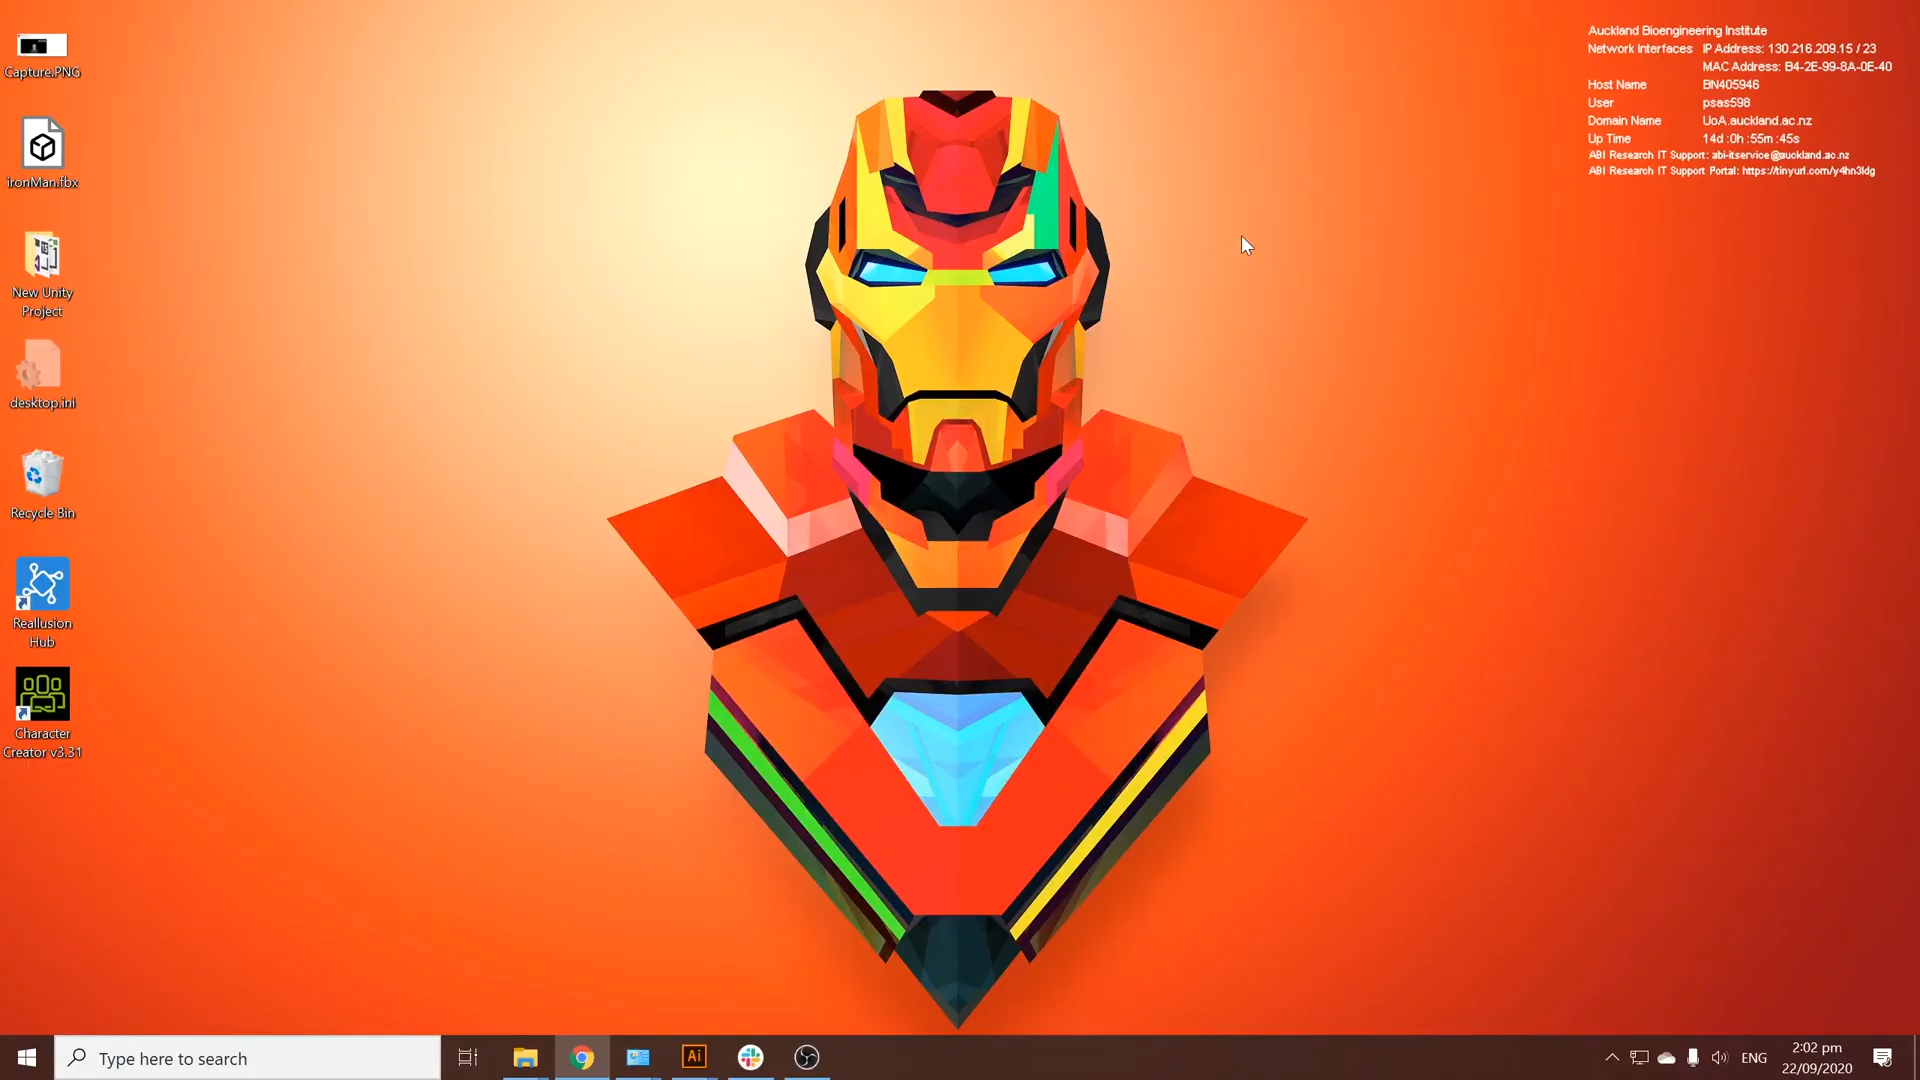 Capture.PNG
ironMan.fbx
New Unity
Project
desktop.ini
Recycle Bin
Reallusion
Hub
Character
Creator v3.31
Auckland Bioengineering Institute
Network Interfaces IP Address: 130.216.209.15 / 23
MAC Address: B4-2E-99-8A-0E-40
Host Name BN405946
User psas598
Domain Name UoA.auckland.ac.nz
Up Time 14d :0h :55m :45s
ABI Research IT Support: abi-itservice@auckland.ac.nz
ABI Research IT Support Portal: https://tinyurl.com/y4hn3ldg
Type here to search
Ai
ENG
2:02 pm
22/09/2020